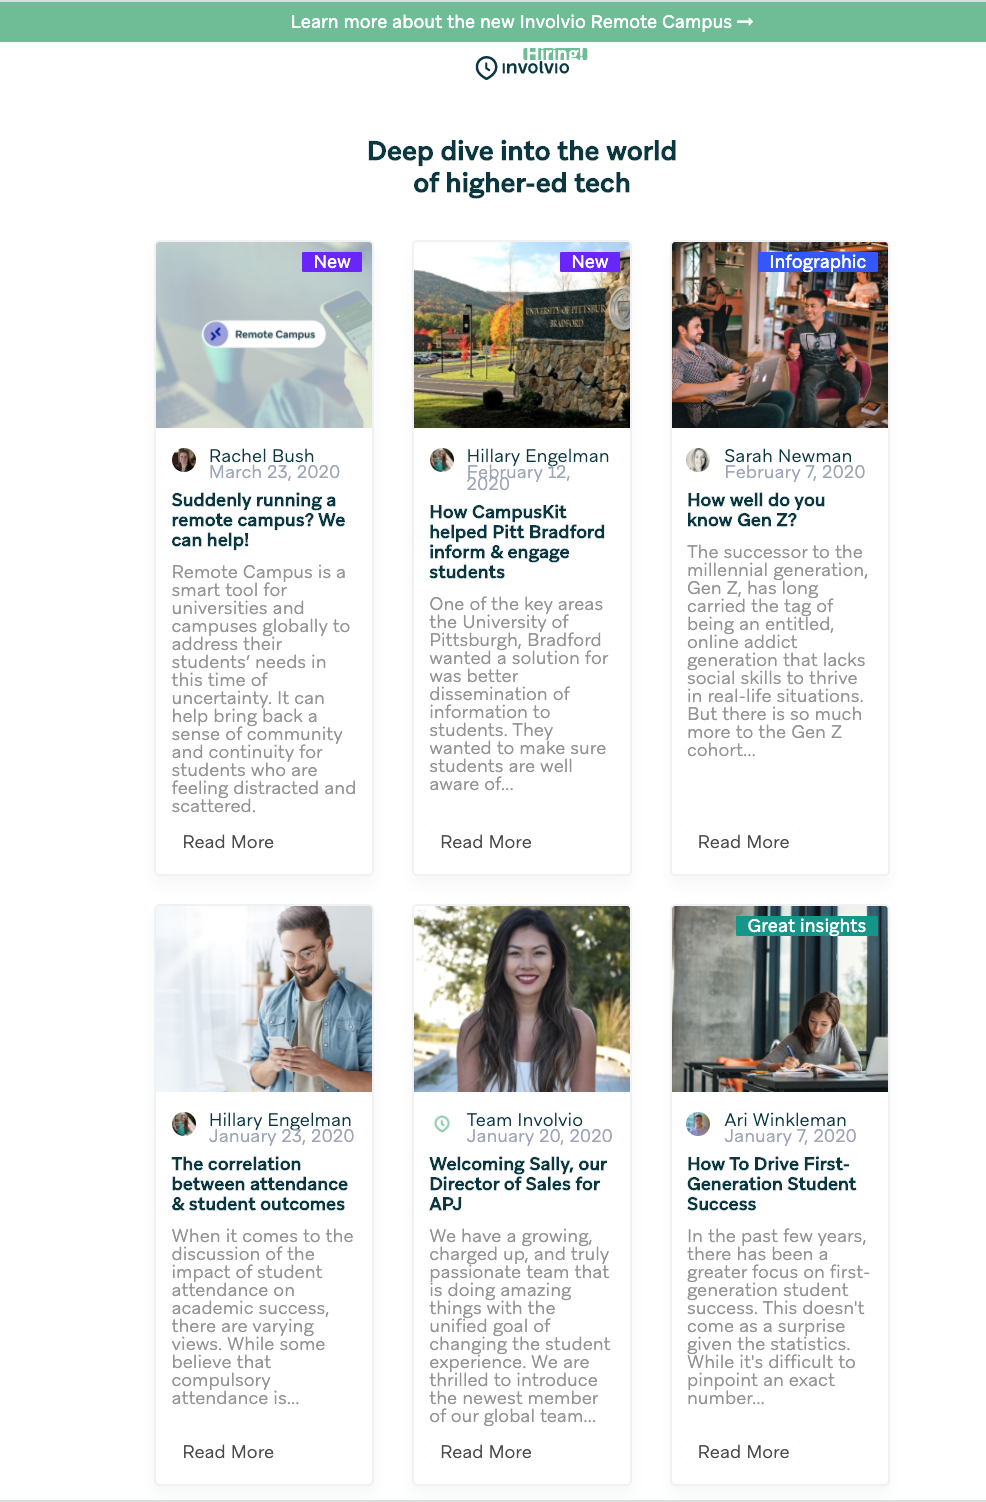 Learn more about the new Involvio Remote Campus →
Hiring!
involvio
Deep dive into the world
of higher-ed tech
New
Remote Campus
Rachel Bush
March 23, 2020
Suddenly running a
remote campus? We
can help!
Remote Campus is a
smart tool for
universities and
campuses globally to
address their
students’ needs in
this time of
uncertainty. It can
help bring back a
sense of community
and continuity for
students who are
feeling distracted and
scattered.
Read More
New
UNIVERSITY OF PITTSBURGH
BRADFORD
Hillary Engelman
February 12,
2020
How CampusKit
helped Pitt Bradford
inform & engage
students
One of the key areas
the University of
Pittsburgh, Bradford
wanted a solution for
was better
dissemination of
information to
students. They
wanted to make sure
students are well
aware of...
Read More
Infographic
Sarah Newman
February 7, 2020
How well do you
know Gen Z?
The successor to the
millennial generation,
Gen Z, has long
carried the tag of
being an entitled,
online addict
generation that lacks
social skills to thrive
in real-life situations.
But there is so much
more to the Gen Z
cohort...
Read More
Hillary Engelman
January 23, 2020
The correlation
between attendance
& student outcomes
When it comes to the
discussion of the
impact of student
attendance on
academic success,
there are varying
views. While some
believe that
compulsory
attendance is...
Read More
Team Involvio
January 20, 2020
Welcoming Sally, our
Director of Sales for
APJ
We have a growing,
charged up, and truly
passionate team that
is doing amazing
things with the
unified goal of
changing the student
experience. We are
thrilled to introduce
the newest member
of our global team...
Read More
Great insights
Ari Winkleman
January 7, 2020
How To Drive First-
Generation Student
Success
In the past few years,
there has been a
greater focus on first-
generation student
success. This doesn't
come as a surprise
given the statistics.
While it's difficult to
pinpoint an exact
number...
Read More